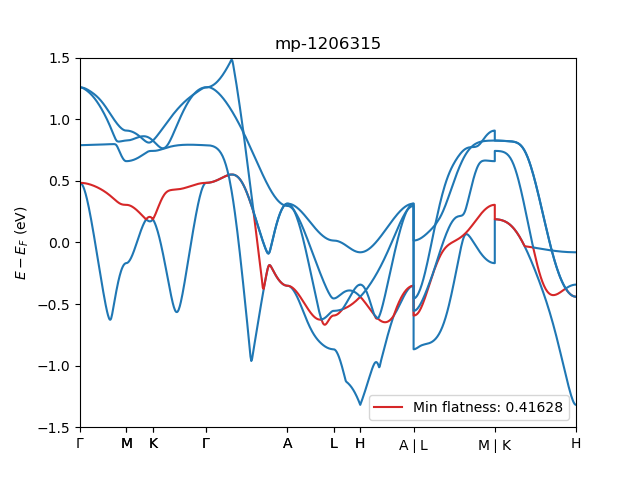 mp-1206315
E − E_F (eV)
1.5
1.0
0.5
0.0
−0.5
−1.0
−1.5
Min flatness: 0.41628
Γ M K Γ A L H A | L M | K H